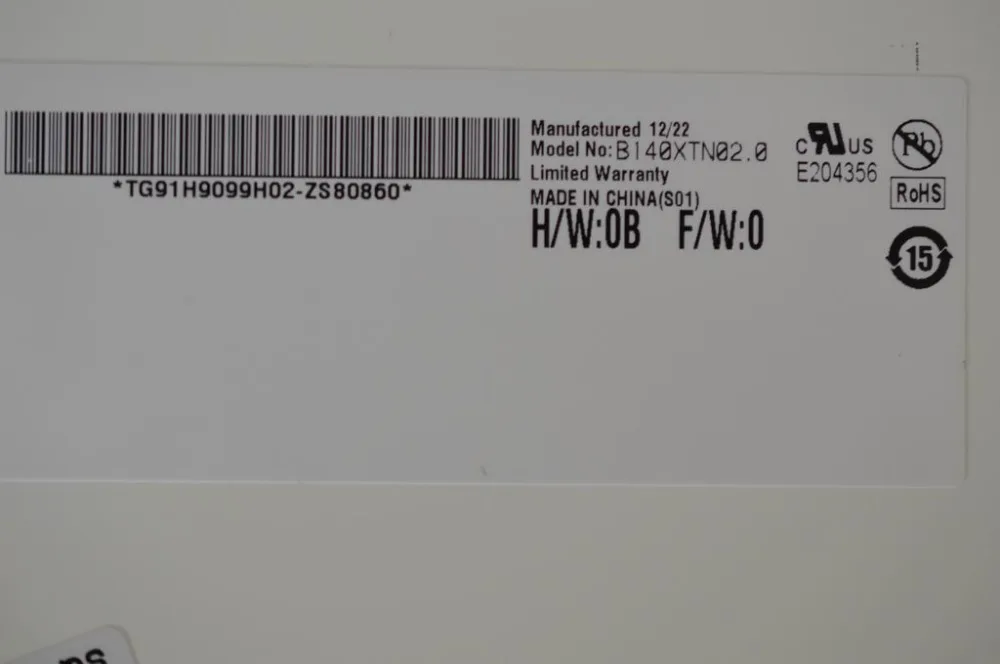 *TG91H9099H02-ZS80860*
Manufactured 12/22
Model No: B140XTN02.0
Limited Warranty
MADE IN CHINA(S01)
H/W:0B F/W:0
c RU US
E204356
Pb
RoHS
15